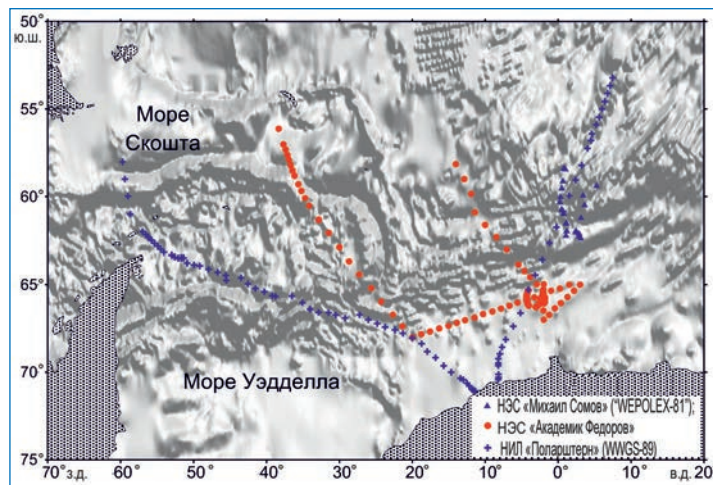 50°
ю.ш.
55°
60°
65°
70°
75°
Море
Скошта
Море Уэдделла
НЭС «Михаил Сомов» ("WEPOLEX-81");
НЭС «Академик Федоров»
НИЛ «Поларштерн» (WWGS-89)
70° з.д. 60° 50° 40° 30° 20° 10° 0° 10° в.д. 20